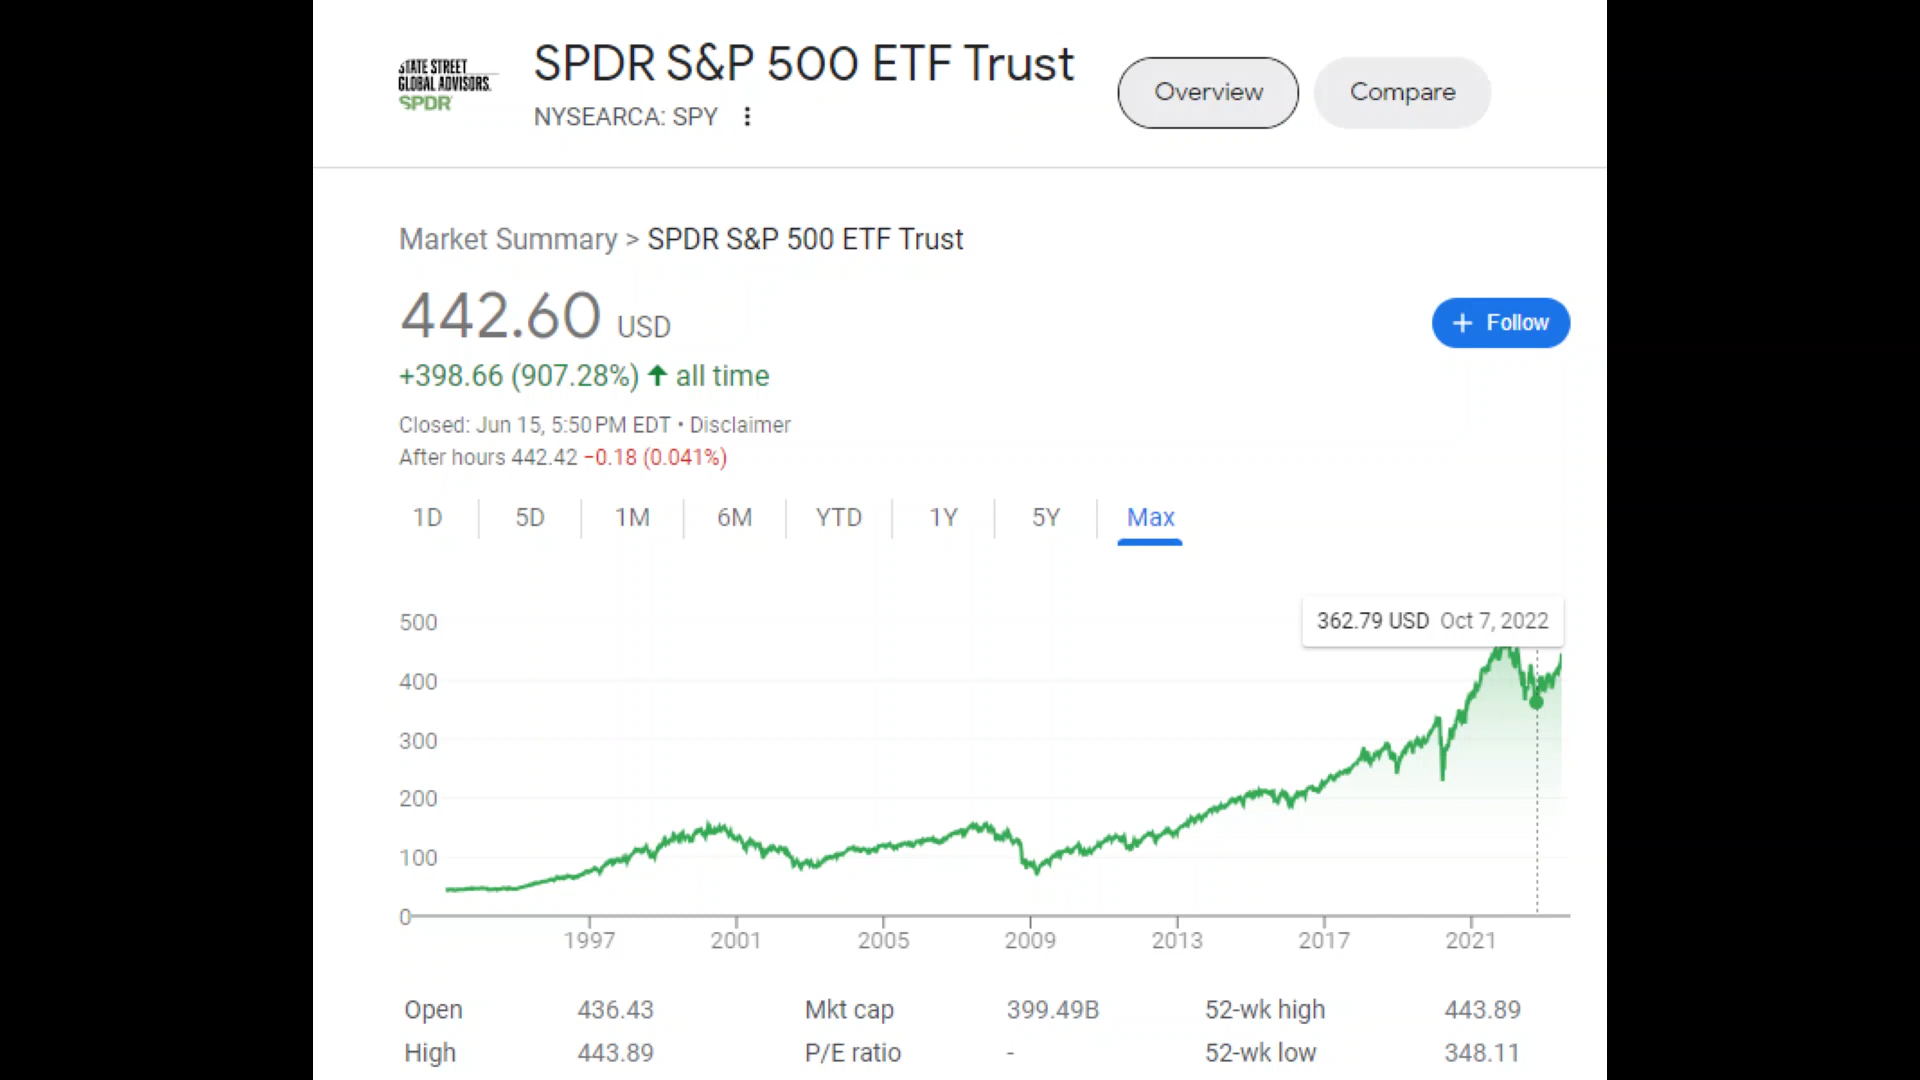 STATE STREET
GLOBAL ADVISORS
SPDR
SPDR S&P 500 ETF Trust
NYSEARCA: SPY
Overview
Compare
Market Summary > SPDR S&P 500 ETF Trust
442.60 USD
+ Follow
+398.66 (907.28%) ↑ all time
Closed: Jun 15, 5:50 PM EDT • Disclaimer
After hours 442.42 −0.18 (0.041%)
1D 5D 1M 6M YTD 1Y 5Y Max
362.79 USD Oct 7, 2022
500
400
300
200
100
0
1997 2001 2005 2009 2013 2017 2021
Open 436.43 Mkt cap 399.49B 52-wk high 443.89
High 443.89 P/E ratio - 52-wk low 348.11